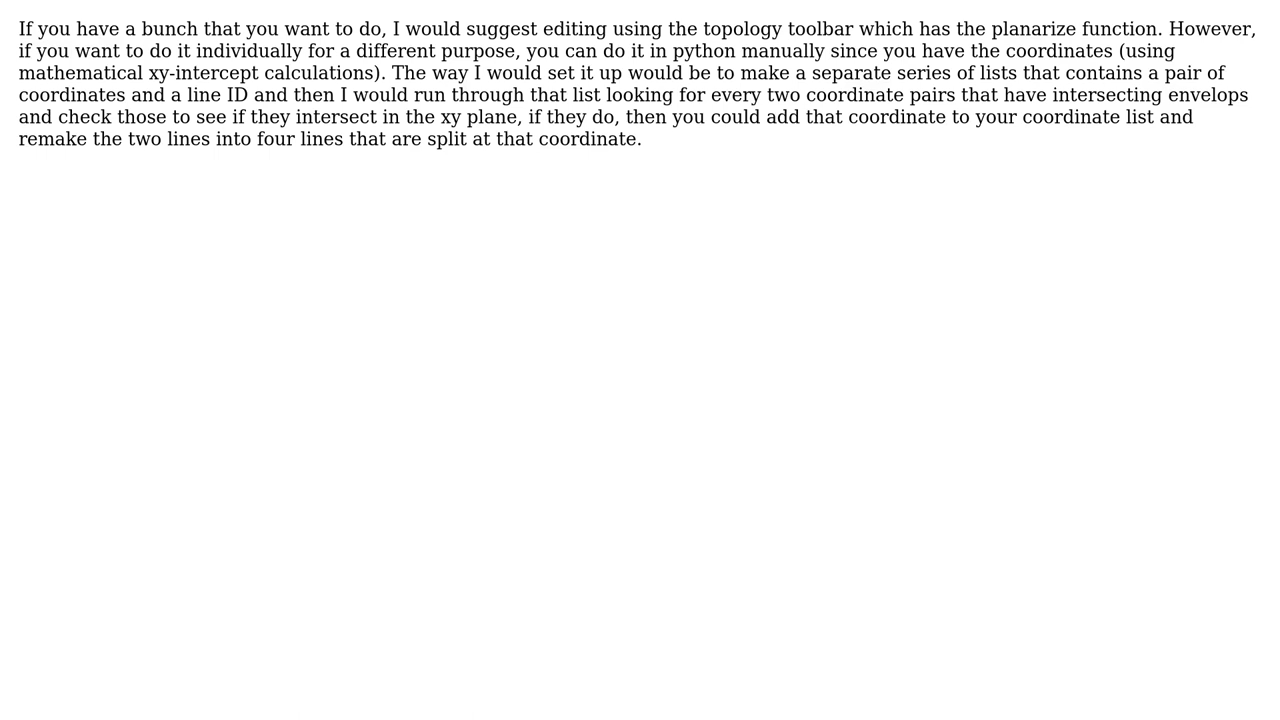 If you have a bunch that you want to do, I would suggest editing using the topology toolbar which has the planarize function. However,
if you want to do it individually for a different purpose, you can do it in python manually since you have the coordinates (using
mathematical xy-intercept calculations). The way I would set it up would be to make a separate series of lists that contains a pair of
coordinates and a line ID and then I would run through that list looking for every two coordinate pairs that have intersecting envelops
and check those to see if they intersect in the xy plane, if they do, then you could add that coordinate to your coordinate list and
remake the two lines into four lines that are split at that coordinate.